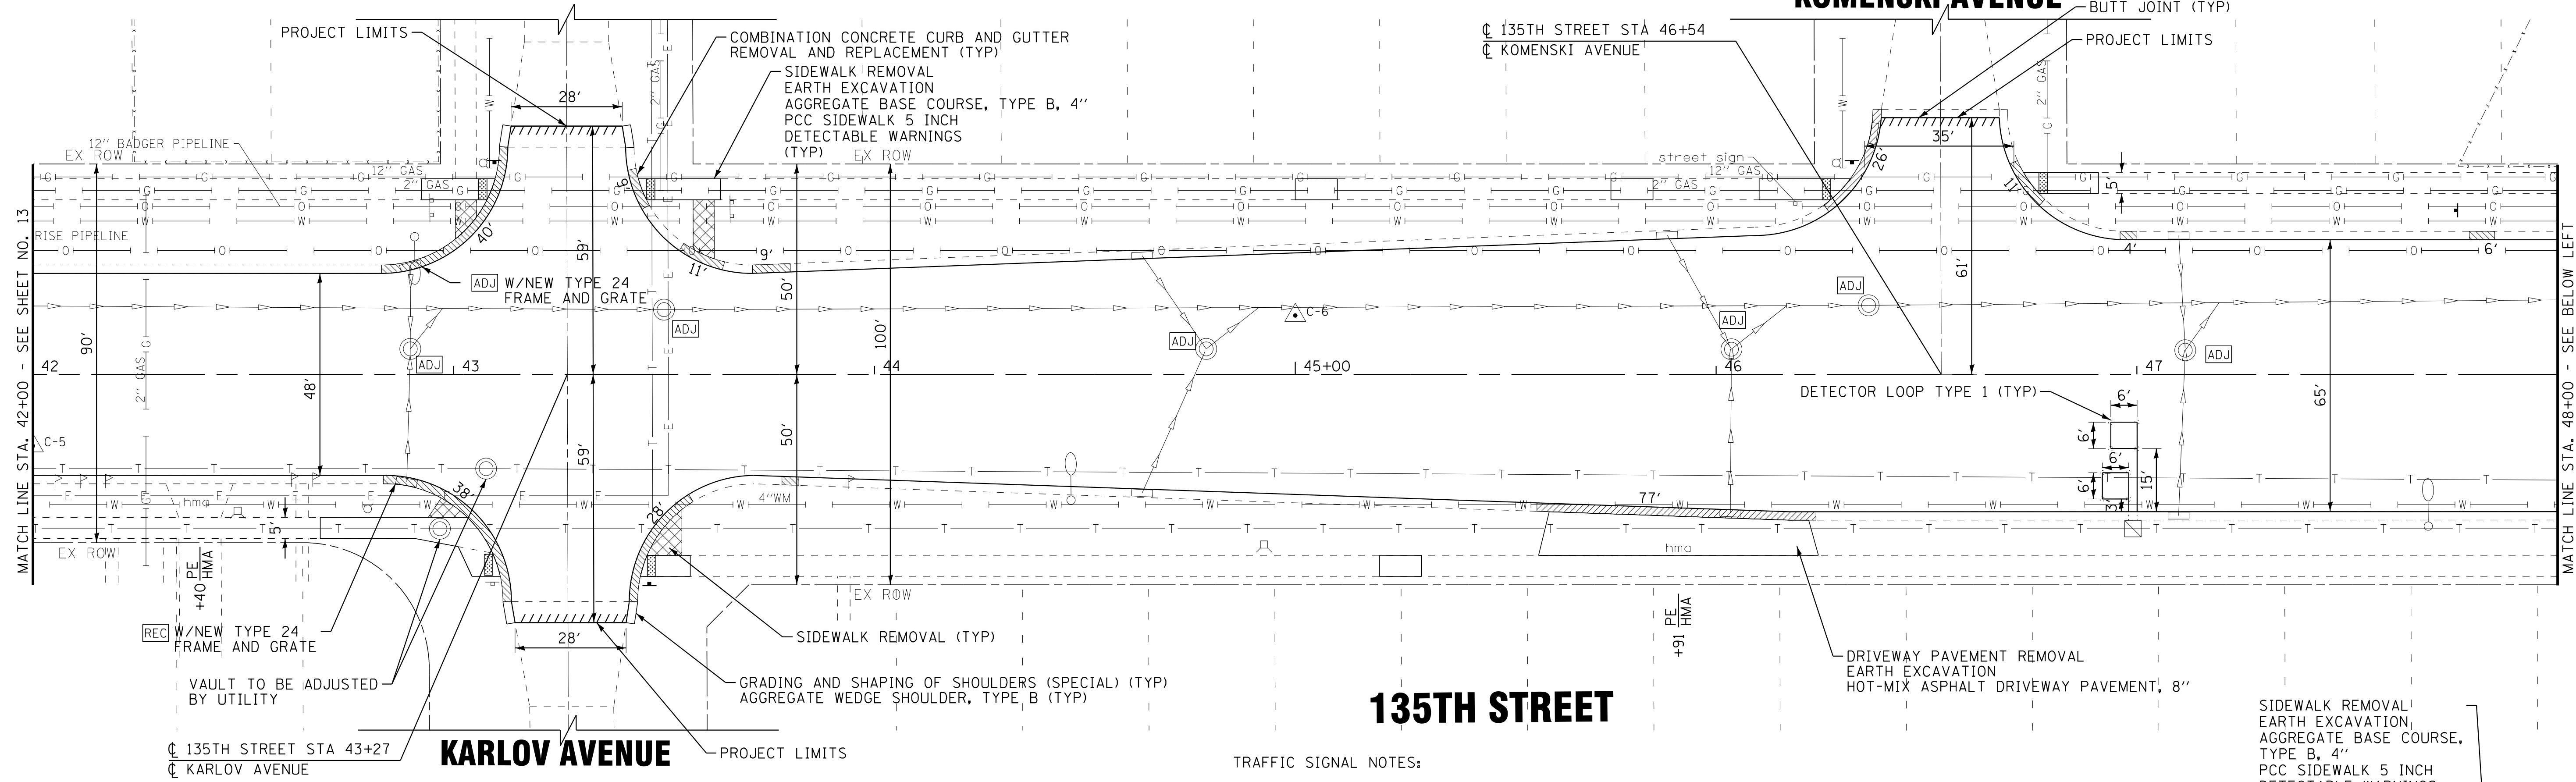 KOMENSKI AVENUE
BUTT JOINT (TYP)
PROJECT LIMITS
PROJECT LIMITS
COMBINATION CONCRETE CURB AND GUTTER
REMOVAL AND REPLACEMENT (TYP)
SIDEWALK REMOVAL
EARTH EXCAVATION
AGGREGATE BASE COURSE, TYPE B, 4"
PCC SIDEWALK 5 INCH
DETECTABLE WARNINGS
(TYP)
℄ 135TH STREET STA 46+54
℄ KOMENSKI AVENUE
28'
2" GAS
2" GAS
35'
12" BADGER PIPELINE
EX ROW
EX ROW
street sign
12" GAS
2" GAS
12" GAS
2" GAS
26'
11'
5'
9'
40'
11'
9'
4'
6'
RISE PIPELINE
59'
61'
50'
100'
90'
48'
65'
ADJ W/NEW TYPE 24
FRAME AND GRATE
ADJ
ADJ
ADJ
ADJ
ADJ
ADJ
C-6
C-5
2" GAS
42
43
44
45+00
46
47
MATCH LINE STA. 42+00 - SEE SHEET NO. 13
MATCH LINE STA. 48+00 - SEE BELOW LEFT
DETECTOR LOOP TYPE 1 (TYP)
6'
6'
6'
6'
15'
3'
59'
50'
38'
28'
77'
4"WM
hma
hma
5'
EX ROW
EX ROW
+40 PE
HMA
+91 PE
HMA
REC W/NEW TYPE 24
FRAME AND GRATE
VAULT TO BE ADJUSTED
BY UTILITY
28'
SIDEWALK REMOVAL (TYP)
GRADING AND SHAPING OF SHOULDERS (SPECIAL) (TYP)
AGGREGATE WEDGE SHOULDER, TYPE B (TYP)
DRIVEWAY PAVEMENT REMOVAL
EARTH EXCAVATION
HOT-MIX ASPHALT DRIVEWAY PAVEMENT, 8"
135TH STREET
℄ 135TH STREET STA 43+27
℄ KARLOV AVENUE
KARLOV AVENUE
PROJECT LIMITS
TRAFFIC SIGNAL NOTES:
SIDEWALK REMOVAL
EARTH EXCAVATION
AGGREGATE BASE COURSE,
TYPE B, 4"
PCC SIDEWALK 5 INCH
DETECTABLE WARNINGS